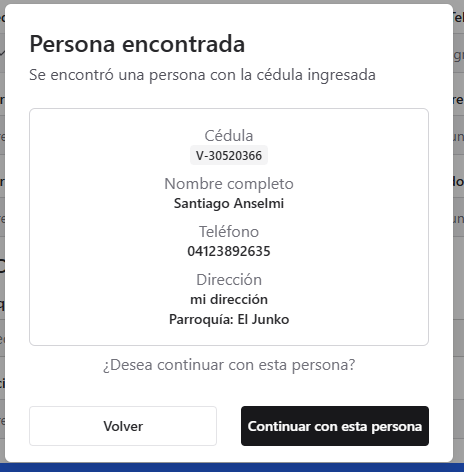 Persona encontrada
Se encontró una persona con la cédula ingresada
Cédula
V-30520366
Nombre completo
Santiago Anselmi
Teléfono
04123892635
Dirección
mi dirección
Parroquía: El Junko
¿Desea continuar con esta persona?
Volver
Continuar con esta persona